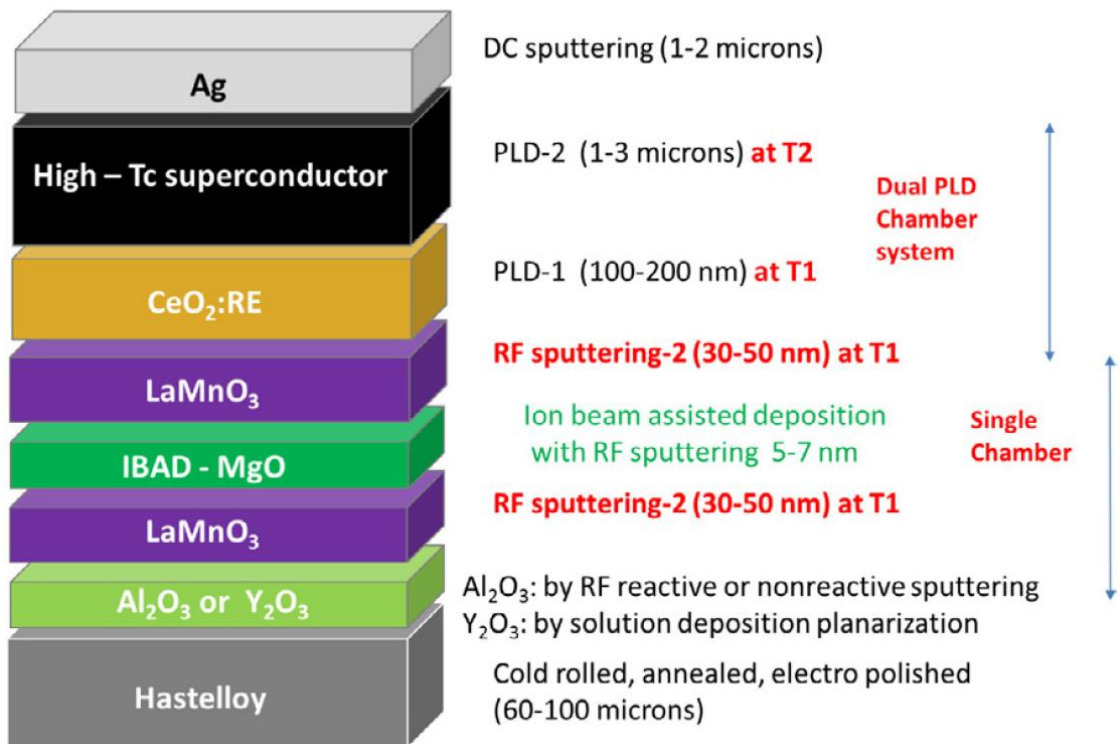 Ag
DC sputtering (1-2 microns)
High – Tc superconductor
PLD-2 (1-3 microns) at T2
Dual PLD
Chamber
system
CeO₂:RE
PLD-1 (100-200 nm) at T1
LaMnO₃
RF sputtering-2 (30-50 nm) at T1
IBAD - MgO
Ion beam assisted deposition
with RF sputtering 5-7 nm
Single
Chamber
LaMnO₃
RF sputtering-2 (30-50 nm) at T1
Al₂O₃ or Y₂O₃
Al₂O₃: by RF reactive or nonreactive sputtering
Y₂O₃: by solution deposition planarization
Hastelloy
Cold rolled, annealed, electro polished
(60-100 microns)